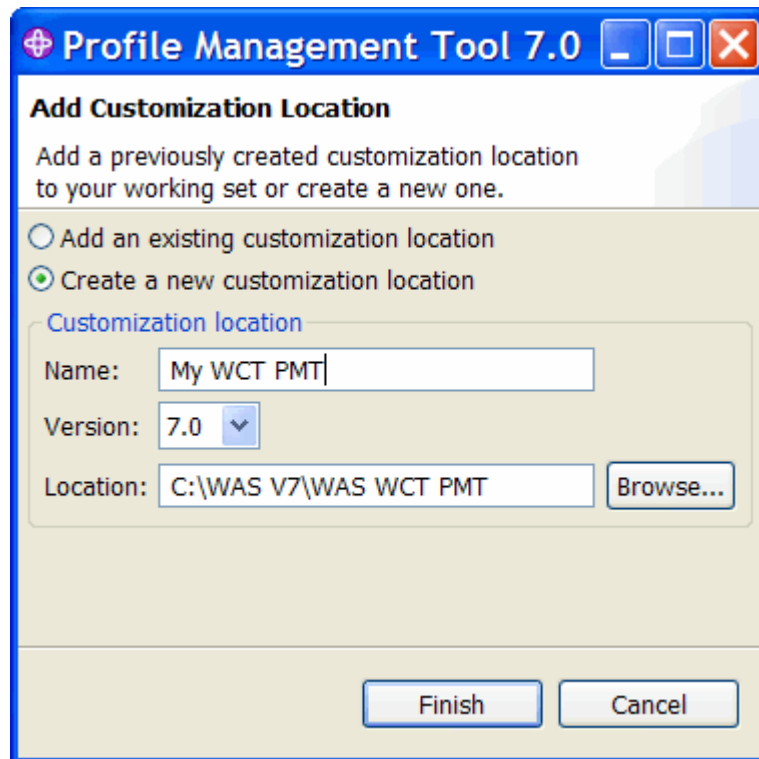 Profile Management Tool 7.0
Add Customization Location
Add a previously created customization location
to your working set or create a new one.
Add an existing customization location
Create a new customization location
Customization location
Name: My WCT PMT
Version: 7.0
Location: C:\WAS V7\WAS WCT PMT Browse...
Finish Cancel